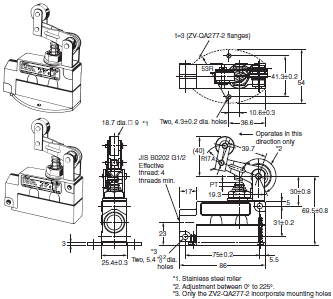 t=3 (ZV-QA277-2 flanges)
53R
41.3±0.2
54
10.6±0.3
18.7 dia. □ 9 *1
Two, 4.3±0.2 dia. holes
36.6
Operates in this
direction only
(40)
39.7
*2
R17.4
JIS B0202 G1/2
Effective
thread: 4
threads min.
PT
19.3
17
5
30±0.8
69.5±0.8
31±0.2
23
3
*3
75±0.2
25.4±0.3
Two, 5.4
dia.
holes
5.5
86
*1. Stainless steel roller
*2. Adjustment between 0° to 225°.
*3. Only the ZV2-QA277-2 incorporate mounting holes